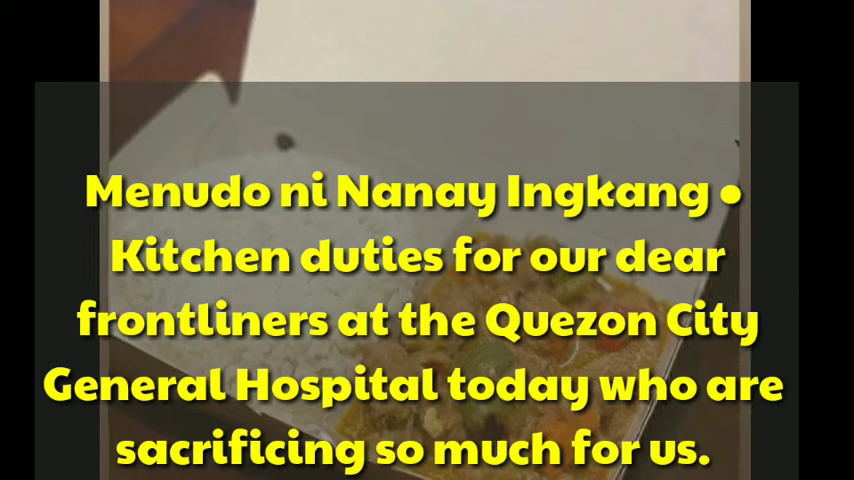 Menudo ni Nanay Ingkang •
Kitchen duties for our dear
frontliners at the Quezon City
General Hospital today who are
sacrificing so much for us.